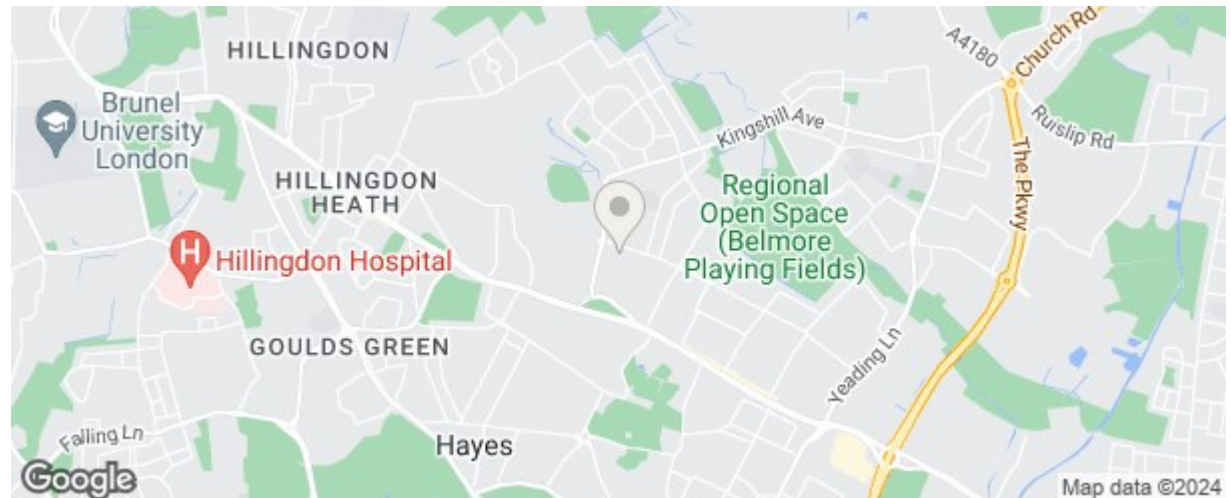 HILLINGDON
A4180
Church Rd
Brunel
University
London
Kingshill Ave
Ruislip Rd
The Pkwy
HILLINGDON
HEATH
Regional
Open Space
(Belmore
Playing Fields)
H
Hillingdon Hospital
GOULDS GREEN
Yeading Ln
Falling Ln
Hayes
Google
Map data ©2024